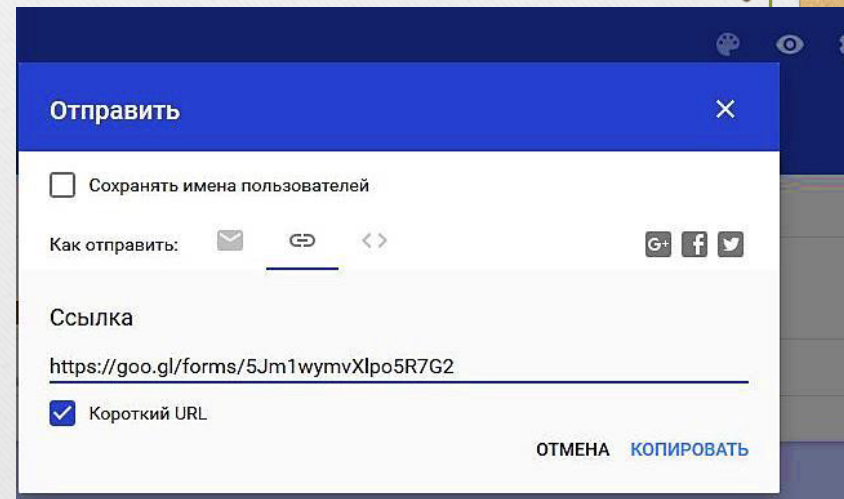 Отправить
Сохранять имена пользователей
Как отправить:
G+
Ссылка
https://goo.gl/forms/5Jm1wymvXlpo5R7G2
Короткий URL
ОТМЕНА КОПИРОВАТЬ